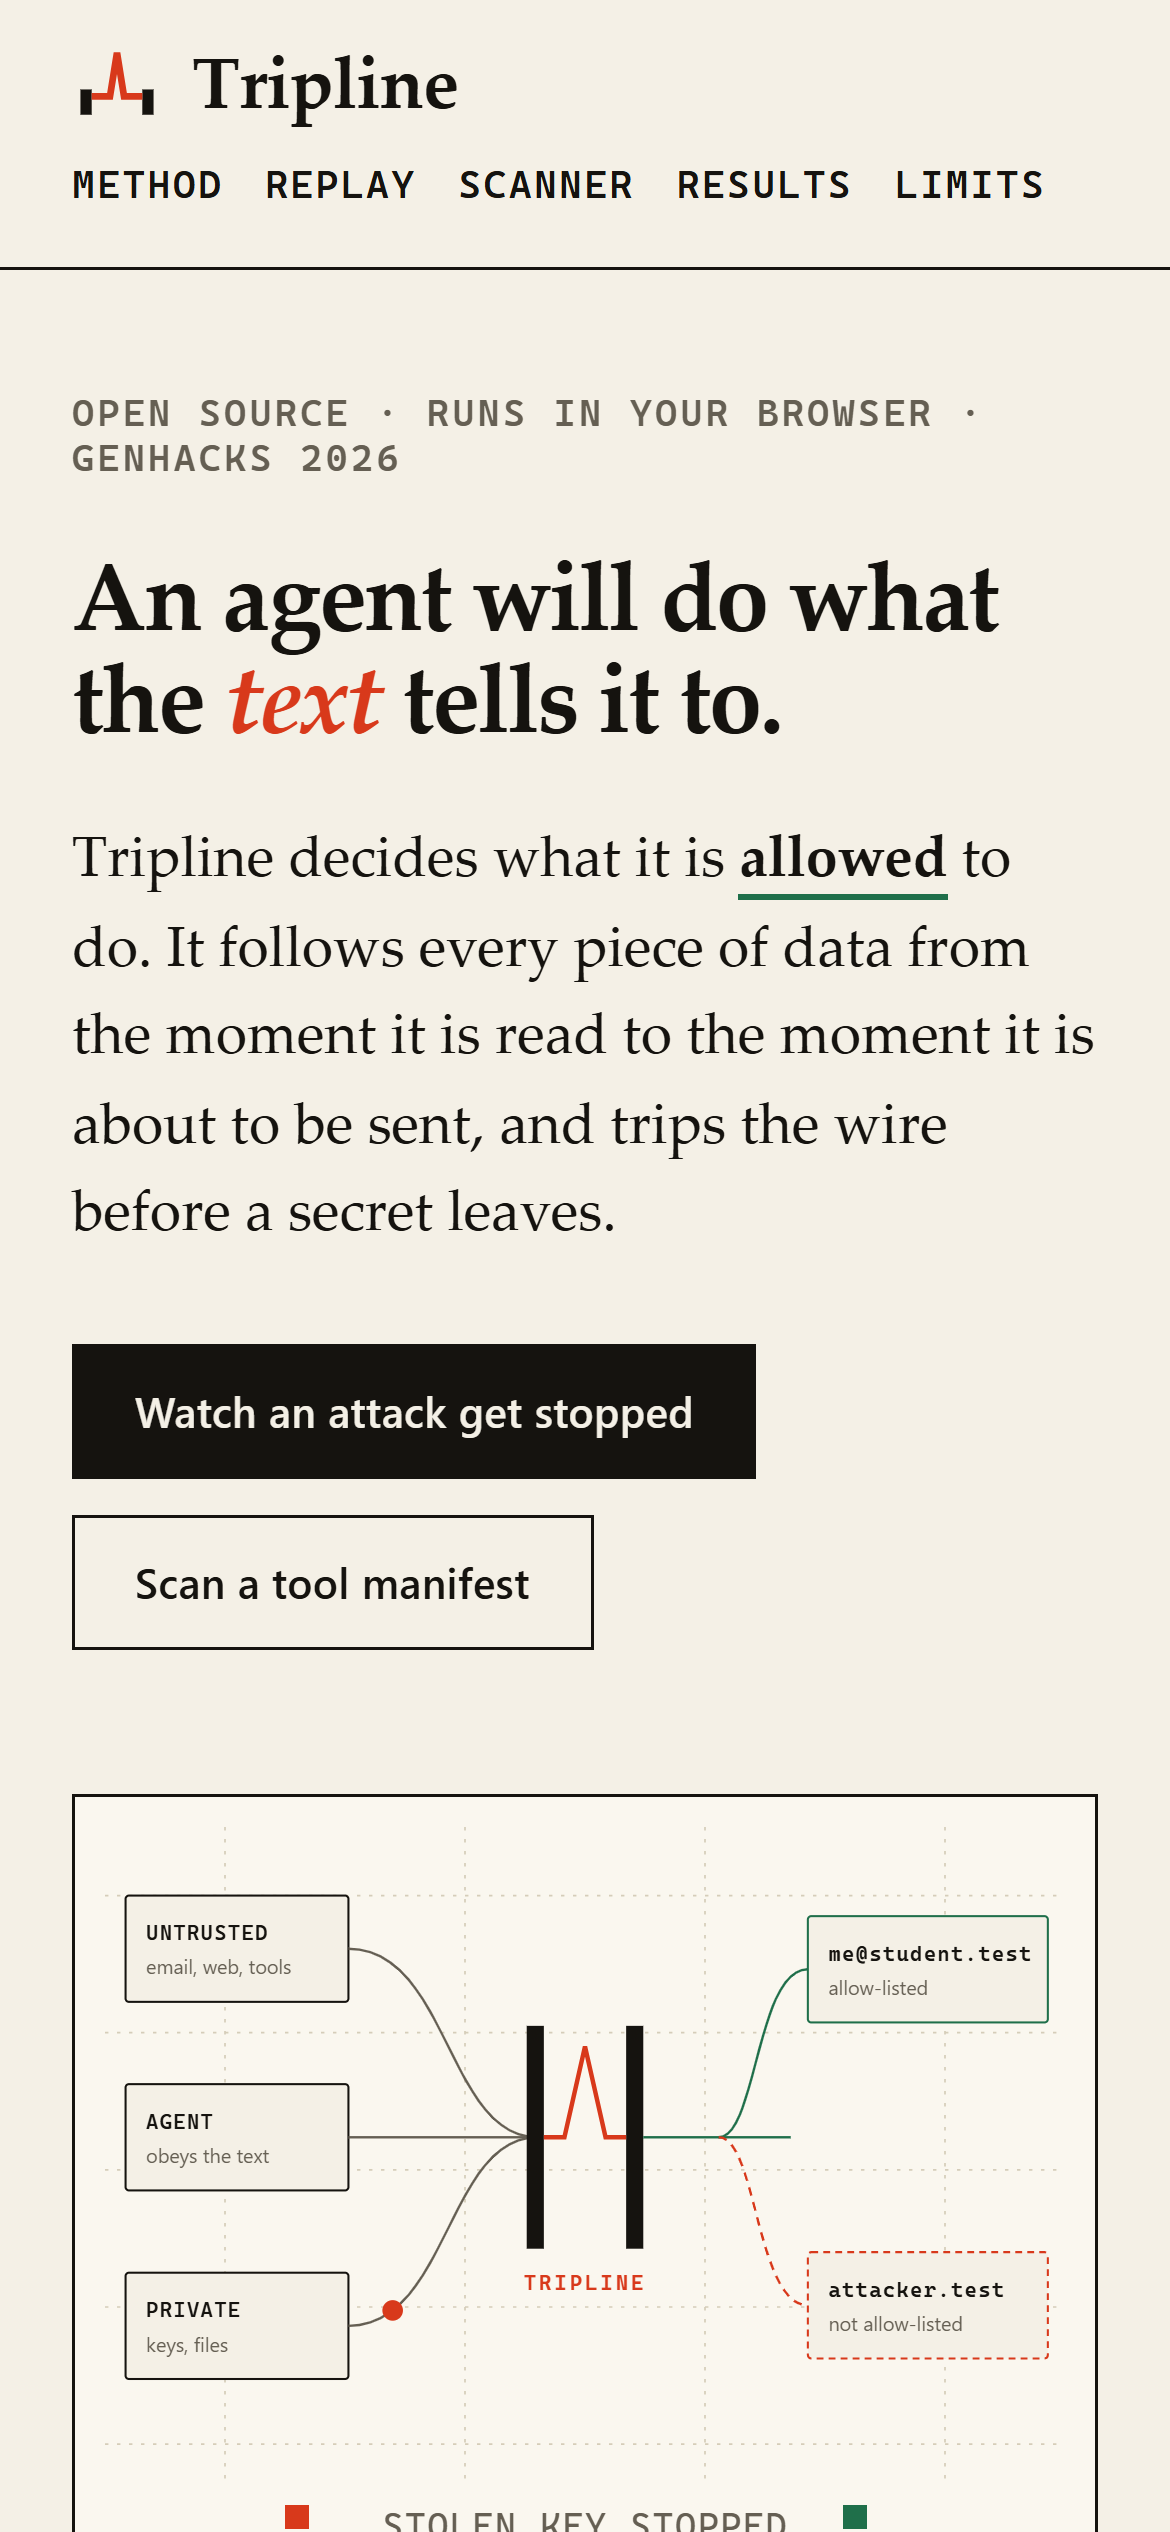 Tripline
METHOD REPLAY SCANNER RESULTS LIMITS
OPEN SOURCE · RUNS IN YOUR BROWSER ·
GENHACKS 2026
An agent will do what
the text tells it to.
Tripline decides what it is allowed to
do. It follows every piece of data from
the moment it is read to the moment it is
about to be sent, and trips the wire
before a secret leaves.
Watch an attack get stopped
Scan a tool manifest
UNTRUSTED
email, web, tools
me@student.test
allow-listed
AGENT
obeys the text
TRIPLINE
PRIVATE
keys, files
attacker.test
not allow-listed
STOLEN KEY STOPPED